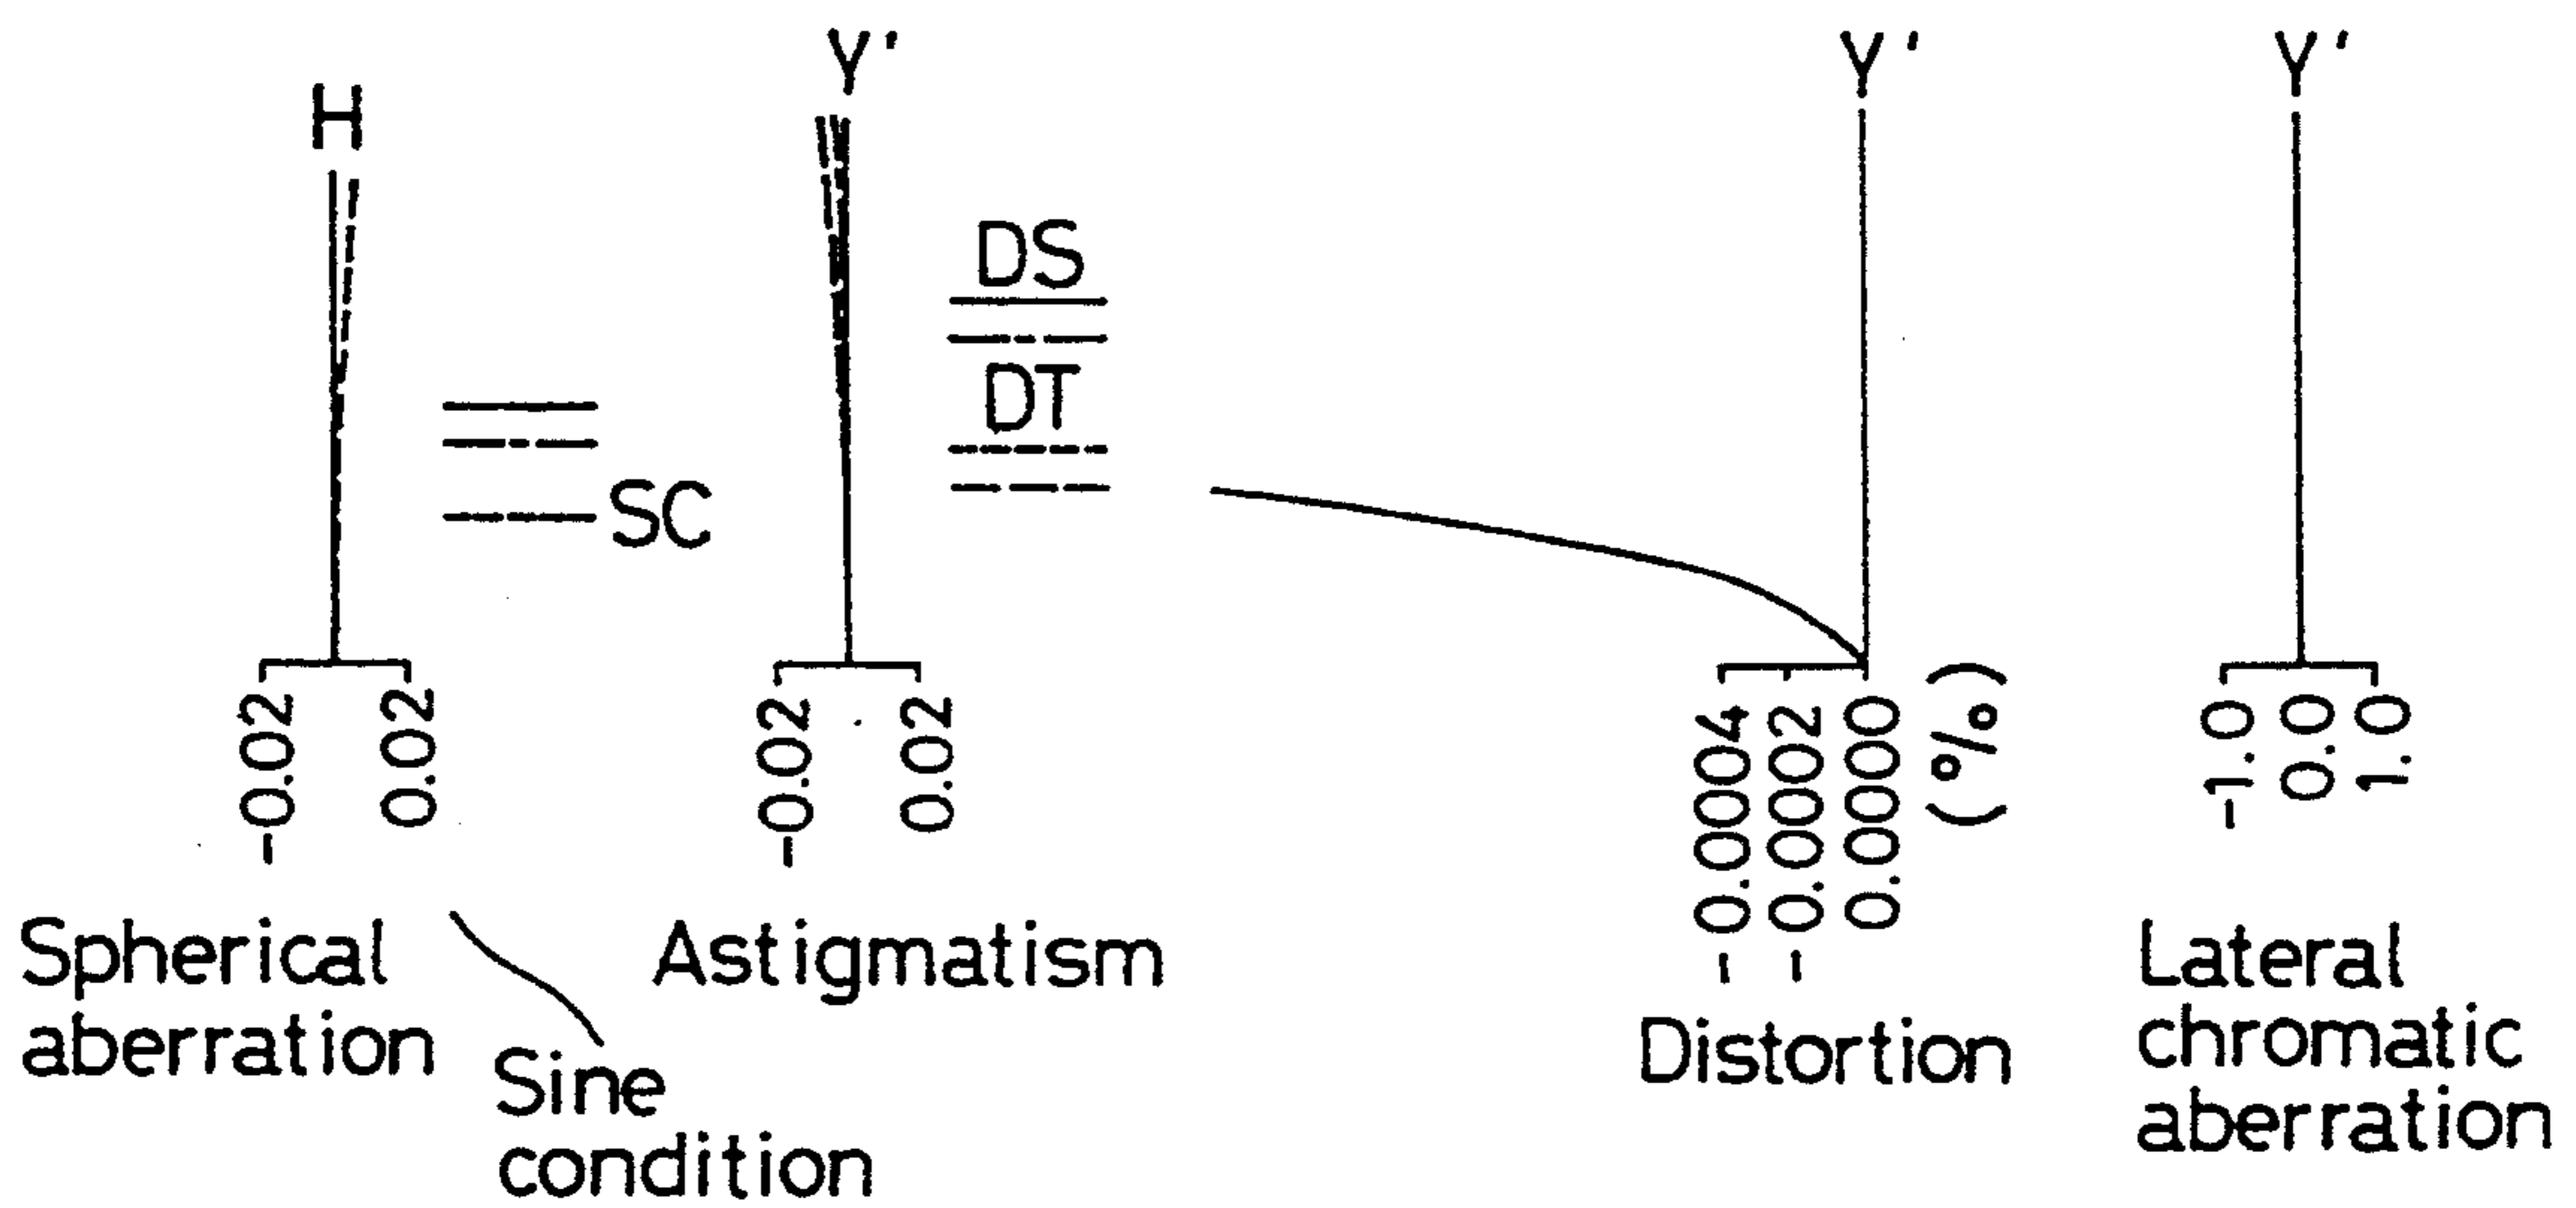 H
-0.02
0.02
SC
Spherical
aberration
Sine
condition
Y'
DS
DT
-0.02
0.02
Astigmatism
Y'
-0.0004
-0.0002
0.0000
(%)
Distortion
Y'
-1.0
0.0
1.0
Lateral
chromatic
aberration